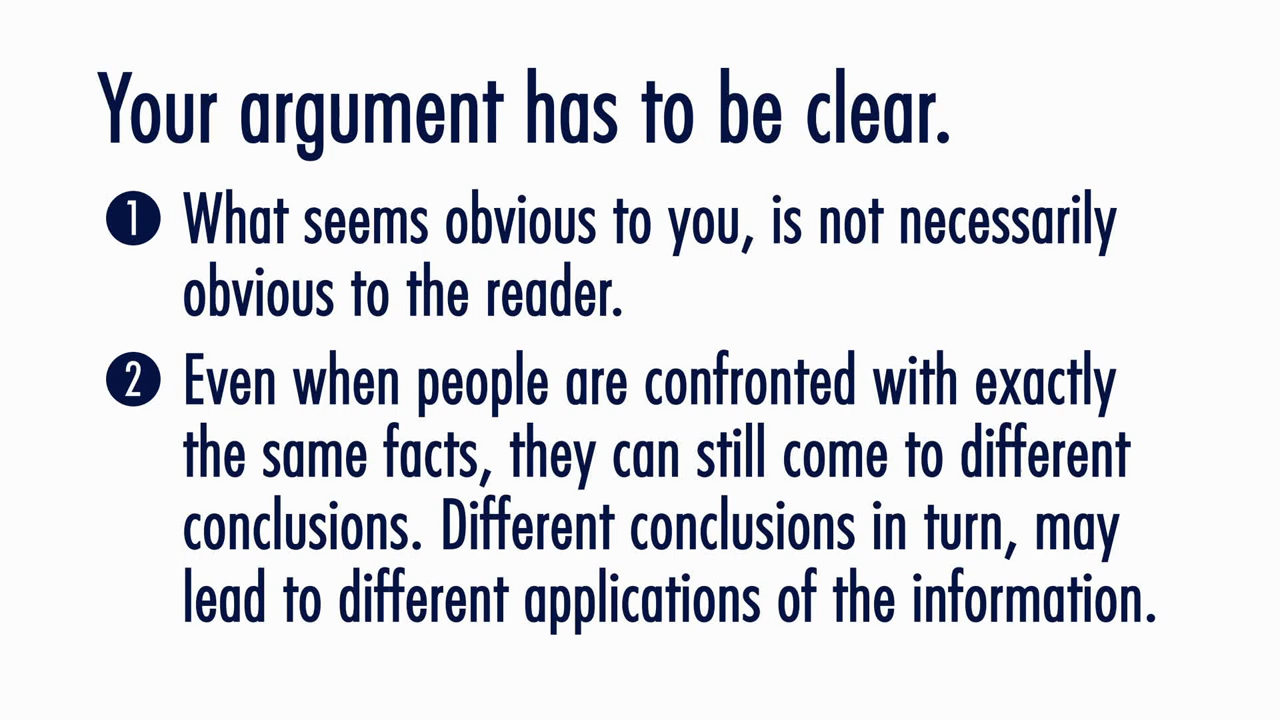 Your argument has to be clear.
1 What seems obvious to you, is not necessarily
obvious to the reader.
2 Even when people are confronted with exactly
the same facts, they can still come to different
conclusions. Different conclusions in turn, may
lead to different applications of the information.